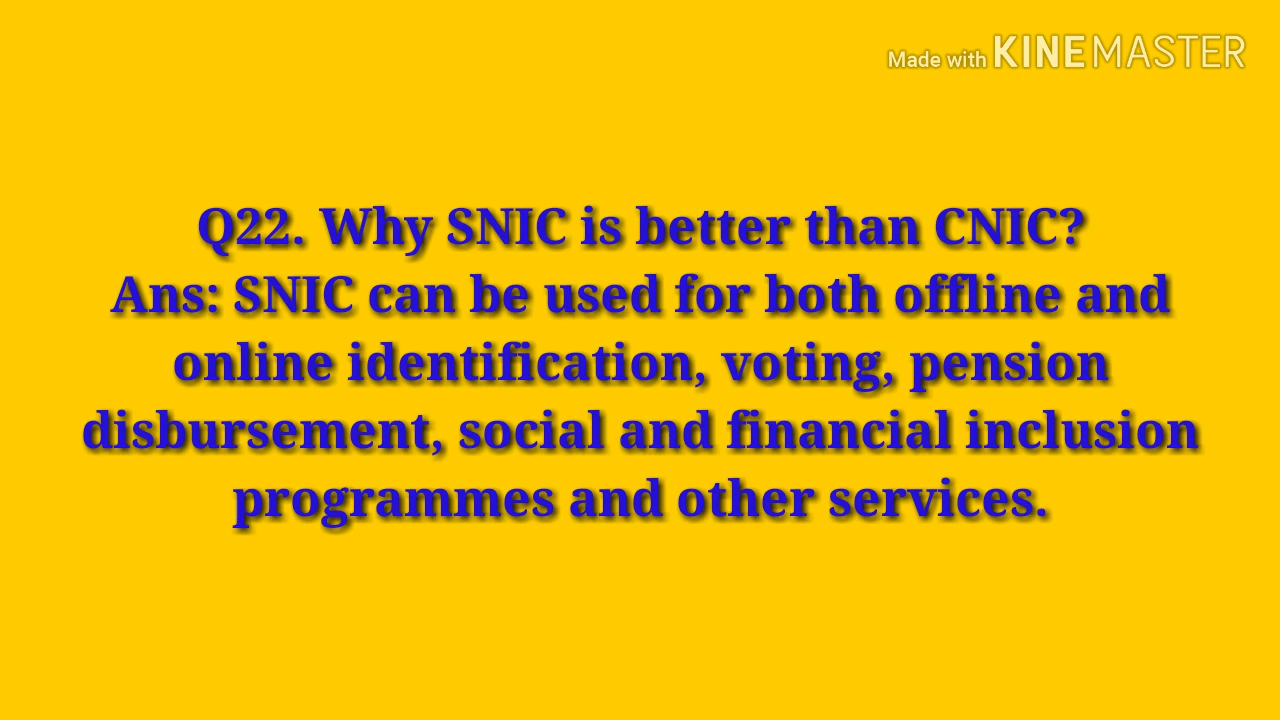 Made with KINEMASTER
Q22. Why SNIC is better than CNIC?
Ans: SNIC can be used for both offline and
online identification, voting, pension
disbursement, social and financial inclusion
programmes and other services.